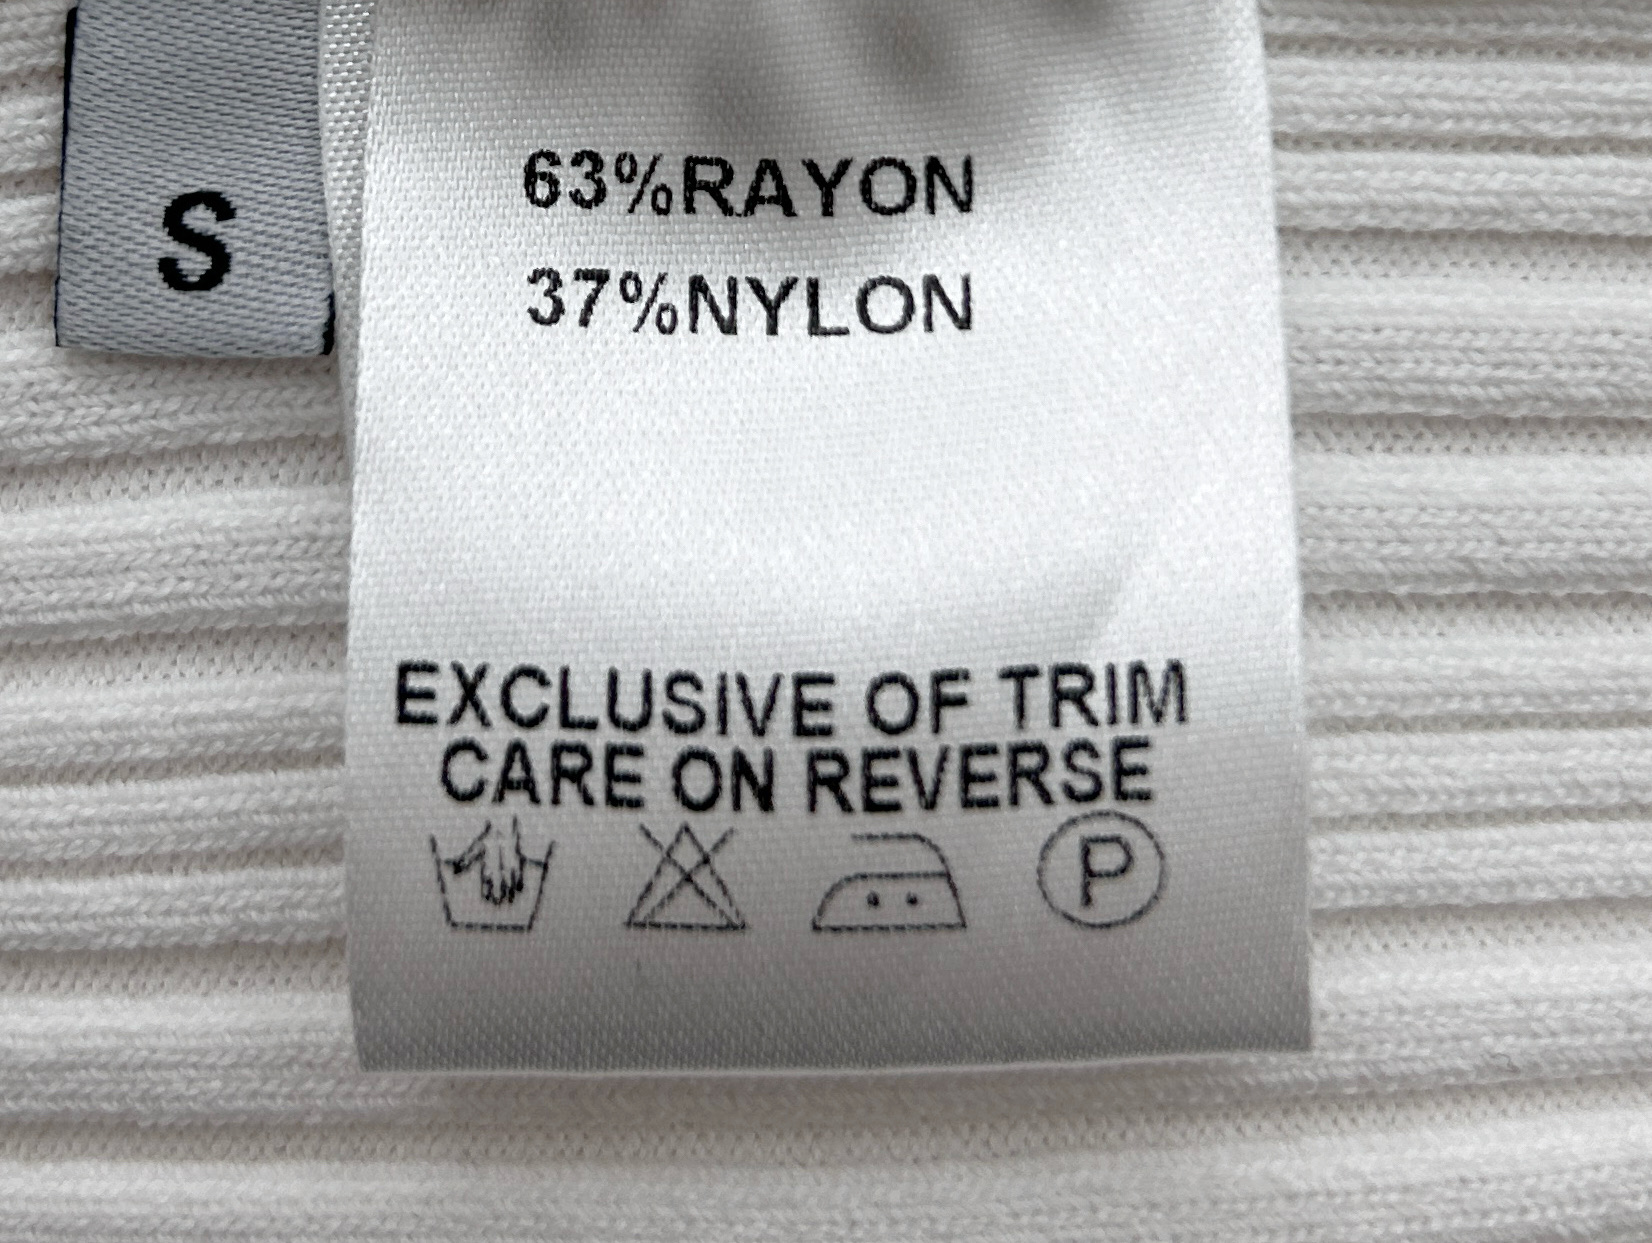 S
63%RAYON
37%NYLON
EXCLUSIVE OF TRIM
CARE ON REVERSE
P